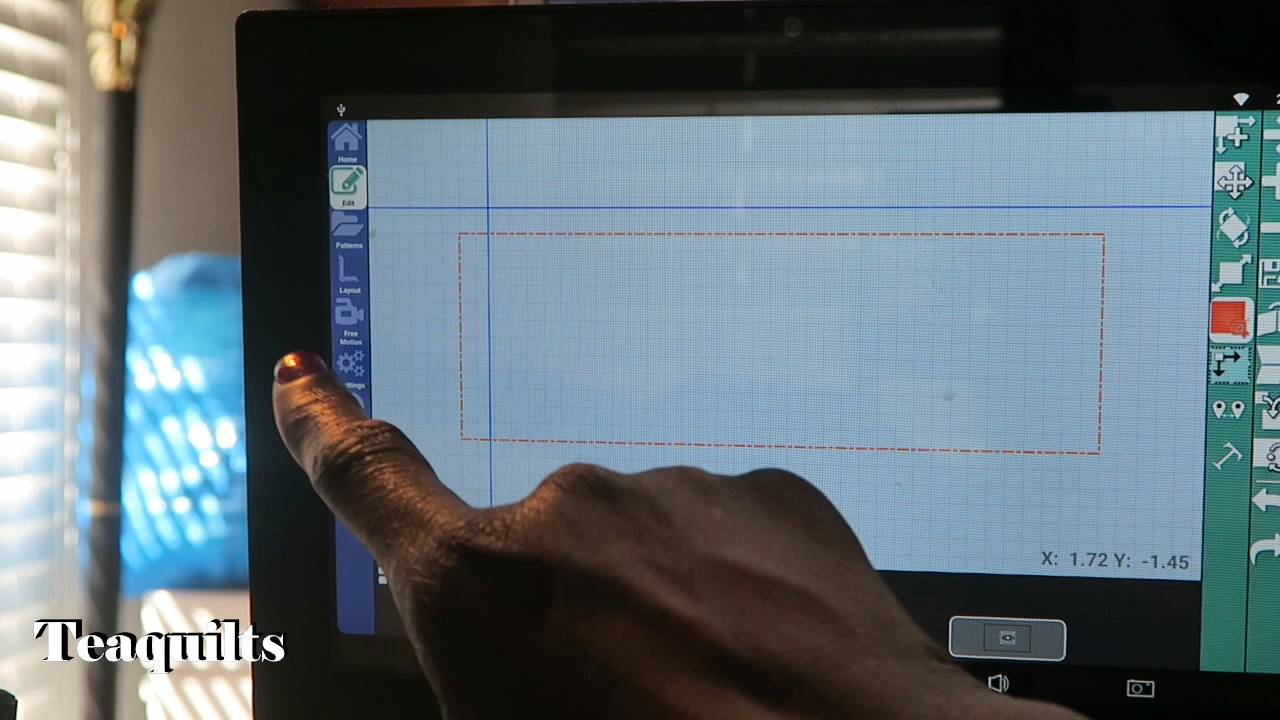 Home
Edit
Patterns
Layout
Free
Motion
X: 1.72 Y: -1.45
Teaquilts